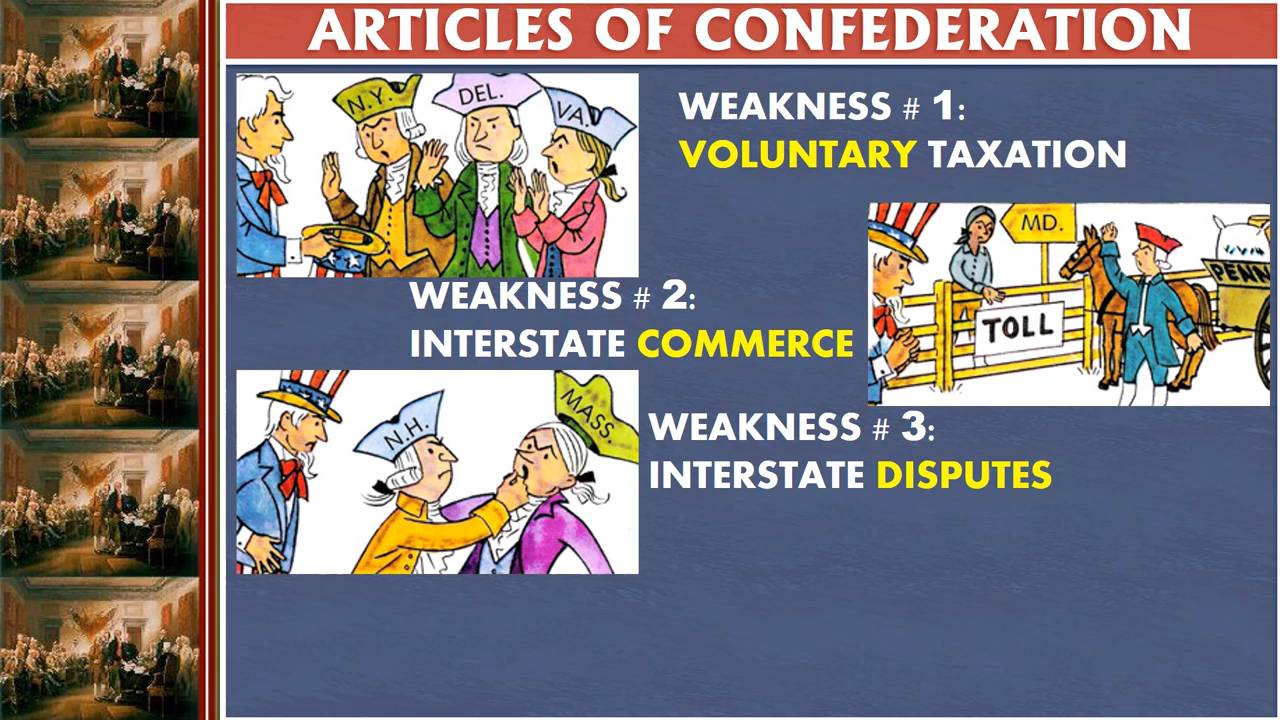 ARTICLES OF CONFEDERATION
N.Y.
DEL.
VA.
WEAKNESS # 1:
VOLUNTARY TAXATION
MD.
TOLL
PENN
WEAKNESS # 2:
INTERSTATE COMMERCE
N.H.
MASS.
WEAKNESS # 3:
INTERSTATE DISPUTES